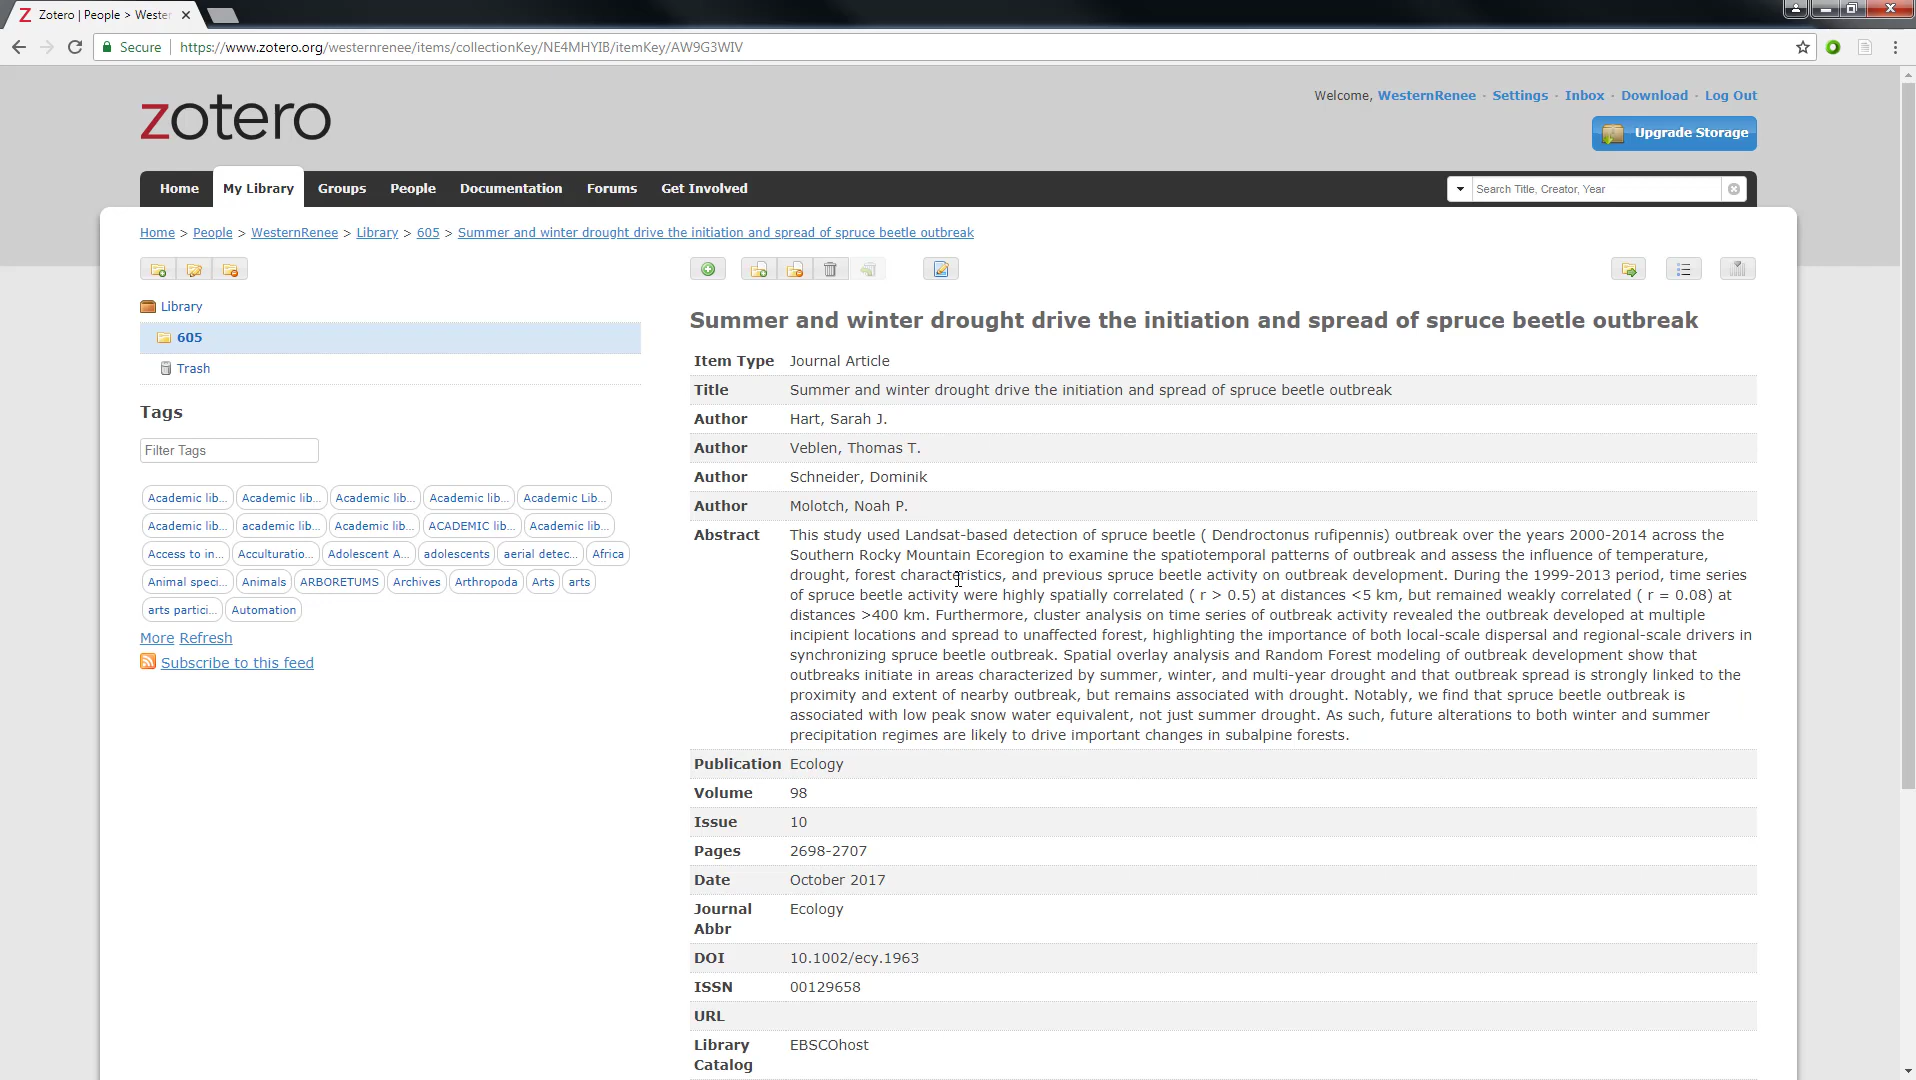 Zotero | People > Wester
Secure https://www.zotero.org/westernrenee/items/collectionKey/NE4MHYIB/itemKey/AW9G3WIV
zotero
Welcome, WesternRenee · Settings · Inbox · Download · Log Out
Upgrade Storage
Home My Library Groups People Documentation Forums Get Involved Search Title, Creator, Year
Home > People > WesternRenee > Library > 605 > Summer and winter drought drive the initiation and spread of spruce beetle outbreak
Library
605
Trash
Tags
Filter Tags
Academic lib... Academic lib... Academic lib... Academic lib... Academic Lib...
Academic lib... academic lib... Academic lib... ACADEMIC lib... Academic lib...
Access to in... Acculturatio... Adolescent A... adolescents aerial detec... Africa
Animal speci... Animals ARBORETUMS Archives Arthropoda Arts arts
arts partici... Automation
More Refresh
Subscribe to this feed
Summer and winter drought drive the initiation and spread of spruce beetle outbreak
Item Type Journal Article
Title Summer and winter drought drive the initiation and spread of spruce beetle outbreak
Author Hart, Sarah J.
Author Veblen, Thomas T.
Author Schneider, Dominik
Author Molotch, Noah P.
Abstract This study used Landsat-based detection of spruce beetle ( Dendroctonus rufipennis) outbreak over the years 2000-2014 across the
Southern Rocky Mountain Ecoregion to examine the spatiotemporal patterns of outbreak and assess the influence of temperature,
drought, forest characteristics, and previous spruce beetle activity on outbreak development. During the 1999-2013 period, time series
of spruce beetle activity were highly spatially correlated ( r > 0.5) at distances <5 km, but remained weakly correlated ( r = 0.08) at
distances >400 km. Furthermore, cluster analysis on time series of outbreak activity revealed the outbreak developed at multiple
incipient locations and spread to unaffected forest, highlighting the importance of both local-scale dispersal and regional-scale drivers in
synchronizing spruce beetle outbreak. Spatial overlay analysis and Random Forest modeling of outbreak development show that
outbreaks initiate in areas characterized by summer, winter, and multi-year drought and that outbreak spread is strongly linked to the
proximity and extent of nearby outbreak, but remains associated with drought. Notably, we find that spruce beetle outbreak is
associated with low peak snow water equivalent, not just summer drought. As such, future alterations to both winter and summer
precipitation regimes are likely to drive important changes in subalpine forests.
Publication Ecology
Volume 98
Issue 10
Pages 2698-2707
Date October 2017
Journal Abbr Ecology
DOI 10.1002/ecy.1963
ISSN 00129658
URL
Library Catalog EBSCOhost